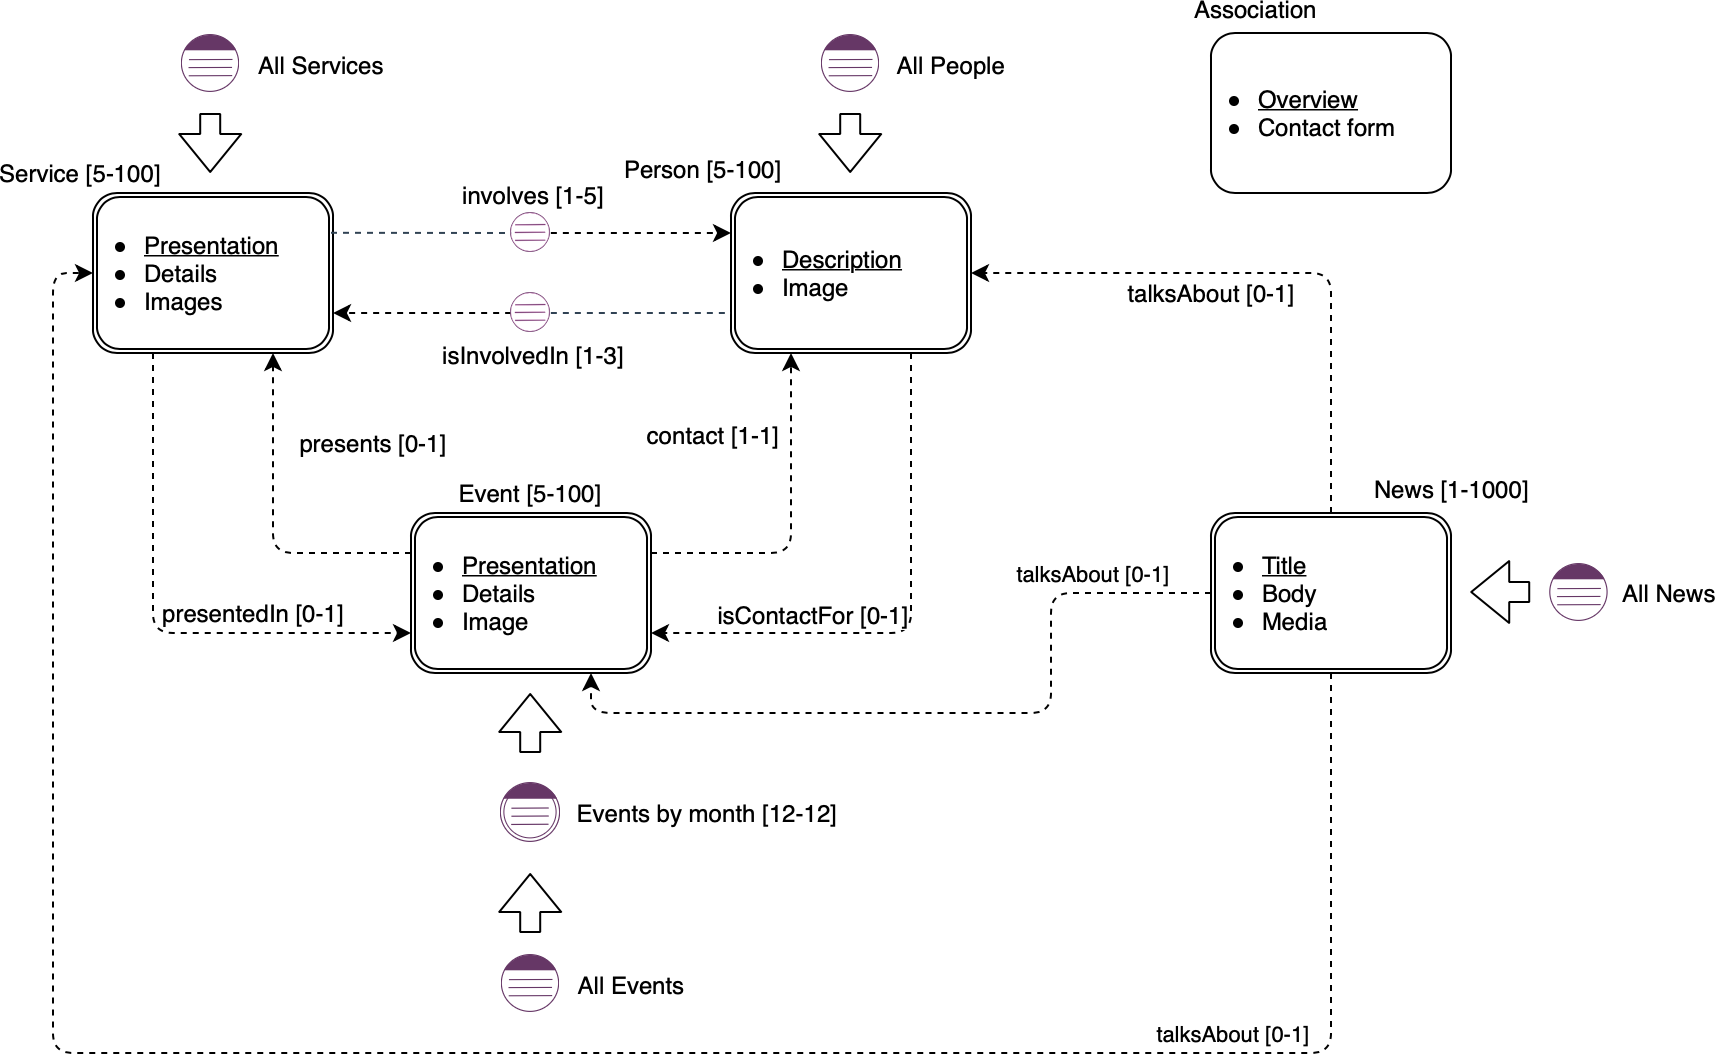 Association
All Services
All People
• Overview
• Contact form
Service [5-100]
Person [5-100]
involves [1-5]
• Presentation
• Details
• Images
• Description
• Image
talksAbout [0-1]
isInvolvedIn [1-3]
presents [0-1]
contact [1-1]
Event [5-100]
News [1-1000]
• Presentation
• Details
• Image
talksAbout [0-1]
• Title
• Body
• Media
All News
presentedIn [0-1]
isContactFor [0-1]
Events by month [12-12]
All Events
talksAbout [0-1]